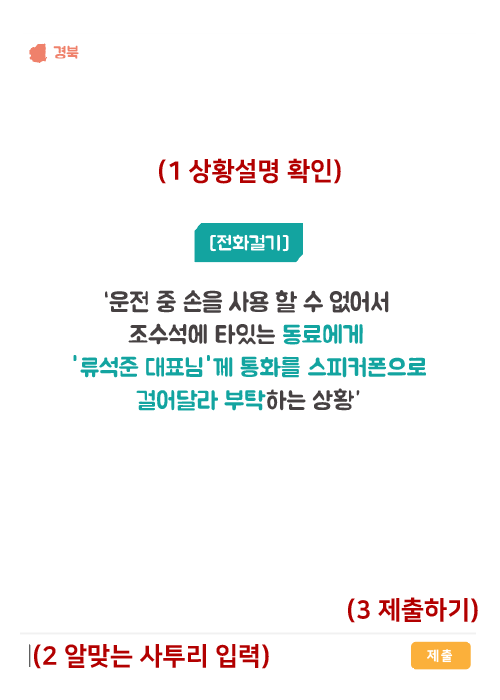 경북
(1 상황설명 확인)
[전화걸기]
‘운전 중 손을 사용 할 수 없어서
조수석에 타있는 동료에게
'류석준 대표님'께 통화를 스피커폰으로
걸어달라 부탁하는 상황’
(3 제출하기)
(2 알맞는 사투리 입력)
제출